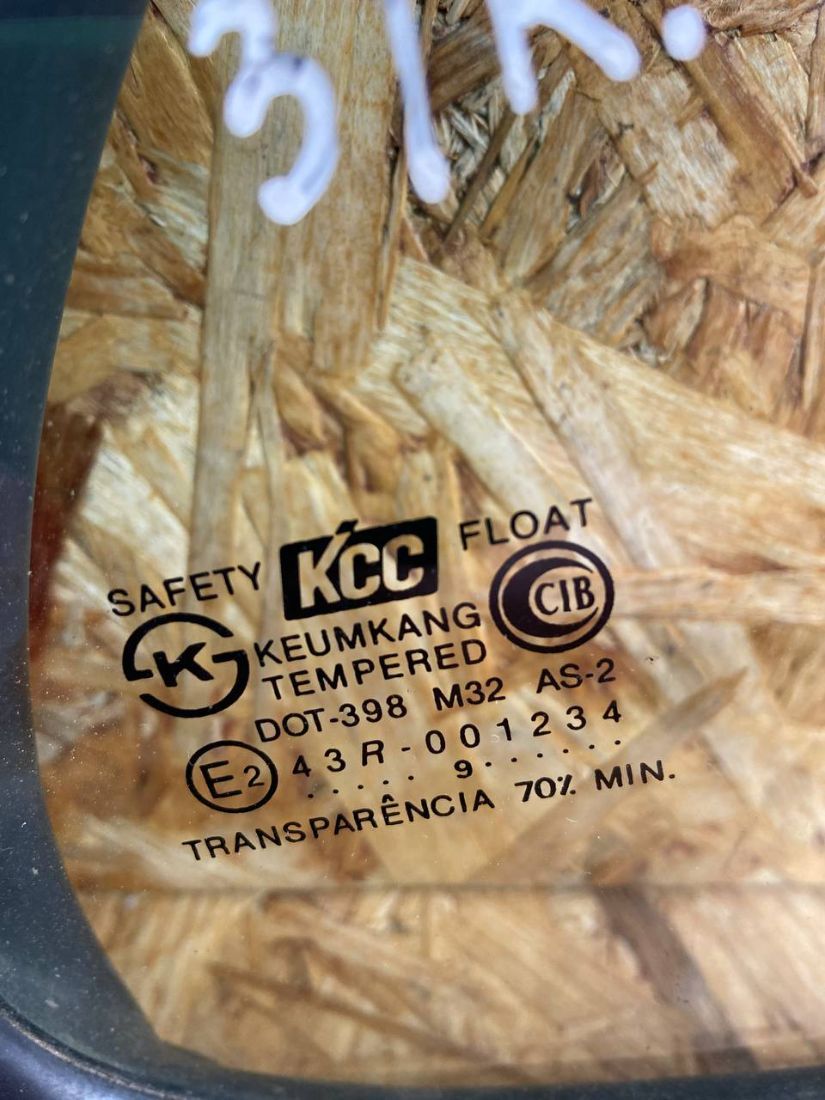 SAFETY KCC FLOAT
K KEUMKANG CIB
TEMPERED
DOT-398 M32 AS-2
E2 43R-001234
.....9......
TRANSPARÊNCIA 70% MIN.